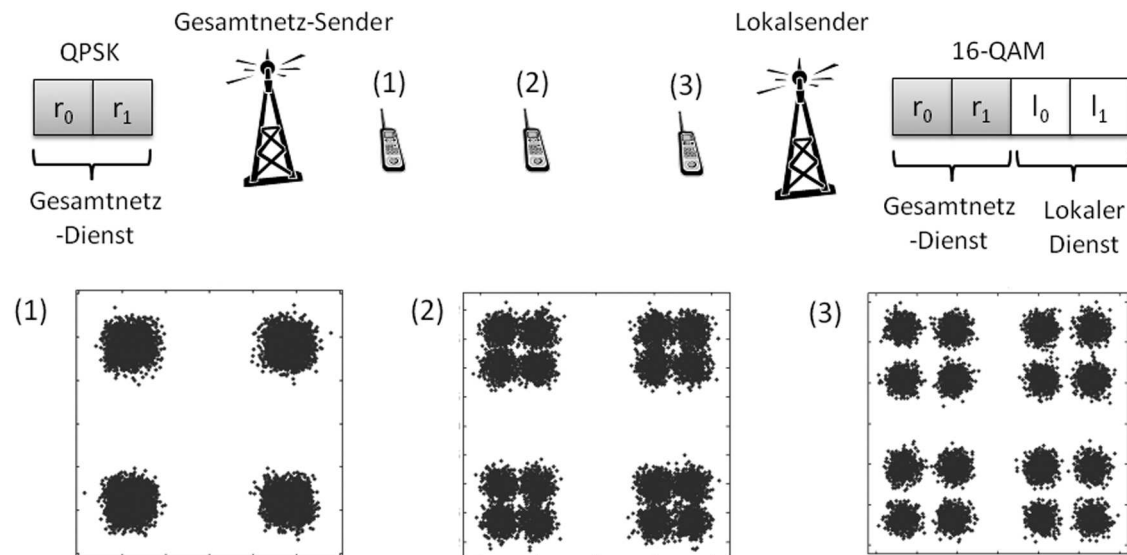 Gesamtnetz-Sender
Lokalsender
QPSK
16-QAM
(1)
(2)
(3)
r0 r1
r0 r1 l0 l1
Gesamtnetz
-Dienst
Gesamtnetz
-Dienst
Lokaler
Dienst
(1)
(2)
(3)